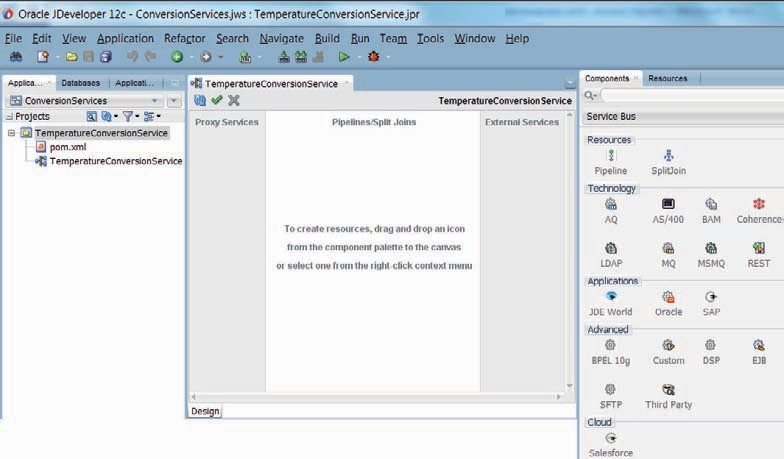 Oracle JDeveloper 12c - ConversionServices.jws : TemperatureConversionService.jpr
File Edit View Application Refactor Search Navigate Build Run Team Tools Window Help
Applica... Databases Applicati...
ConversionServices
Projects
TemperatureConversionService
pom.xml
TemperatureConversionService
TemperatureConversionService
TemperatureConversionService
Proxy Services Pipelines/Split Joins External Services
To create resources, drag and drop an icon
from the component palette to the canvas
or select one from the right-click context menu
Design
Components Resources
Service Bus
Resources
Pipeline SplitJoin
Technology
AQ AS/400 BAM Coherence
LDAP MQ MSMQ REST
Applications
JDE World Oracle SAP
Advanced
BPEL 10g Custom DSP EJB
SFTP Third Party
Cloud
Salesforce